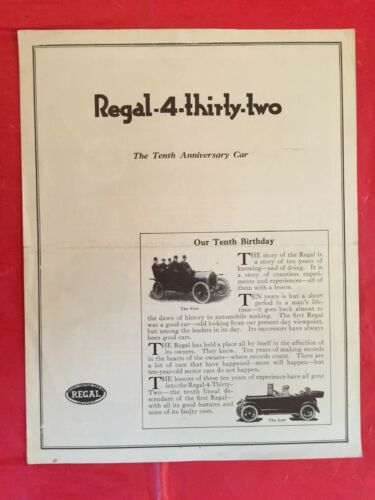 Regal-4-thirty-two
The Tenth Anniversary Car
Our Tenth Birthday
THE story of the Regal is
a story of ten years of
knowing—and of doing. It is
a story of countless experi-
ments and experiences—all of
them with a lesson.
TEN years is but a short
period in a man's life-
time—it goes back almost to
the dawn of history in automobile making. The first Regal
was a good car—odd looking from our present day viewpoint,
but among the leaders in its day. Its successors have always
been good cars.
THE Regal has held a place all by itself in the affection of
its owners. They know. Ten years of making records
in the hearts of the owners—where records count. There are
a lot of cars that have happened—more will happen—but
ten-year-old motor cars do not happen.
THE lessons of these ten years of experience have all gone
into the Regal-4-Thirty-
Two—the tenth lineal de-
scendant of the first Regal—
with all its good features and
none of its faulty ones.
The First
The Last
REGAL